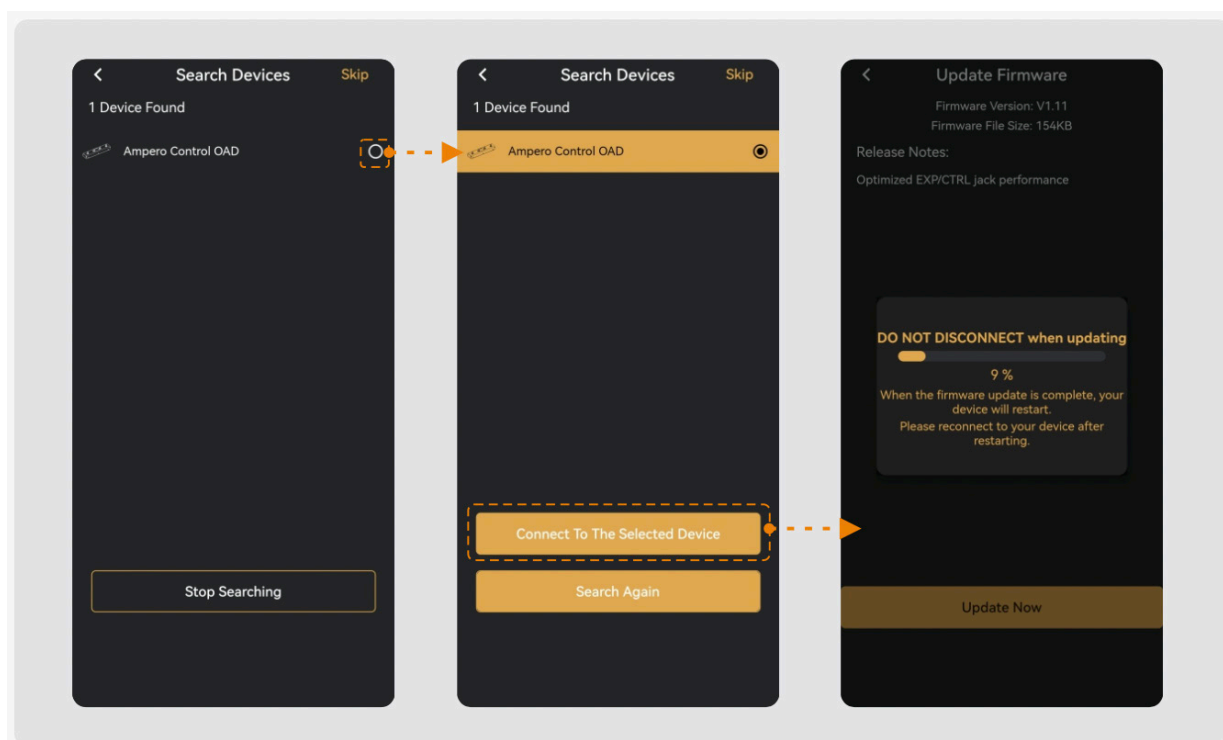 Search Devices
Skip
1 Device Found
Ampero Control OAD
Stop Searching
Search Devices
Skip
1 Device Found
Ampero Control OAD
Connect To The Selected Device
Search Again
Update Firmware
Firmware Version: V1.11
Firmware File Size: 154KB
Release Notes:
Optimized EXP/CTRL jack performance
DO NOT DISCONNECT when updating
9 %
When the firmware update is complete, your
device will restart.
Please reconnect to your device after
restarting.
Update Now